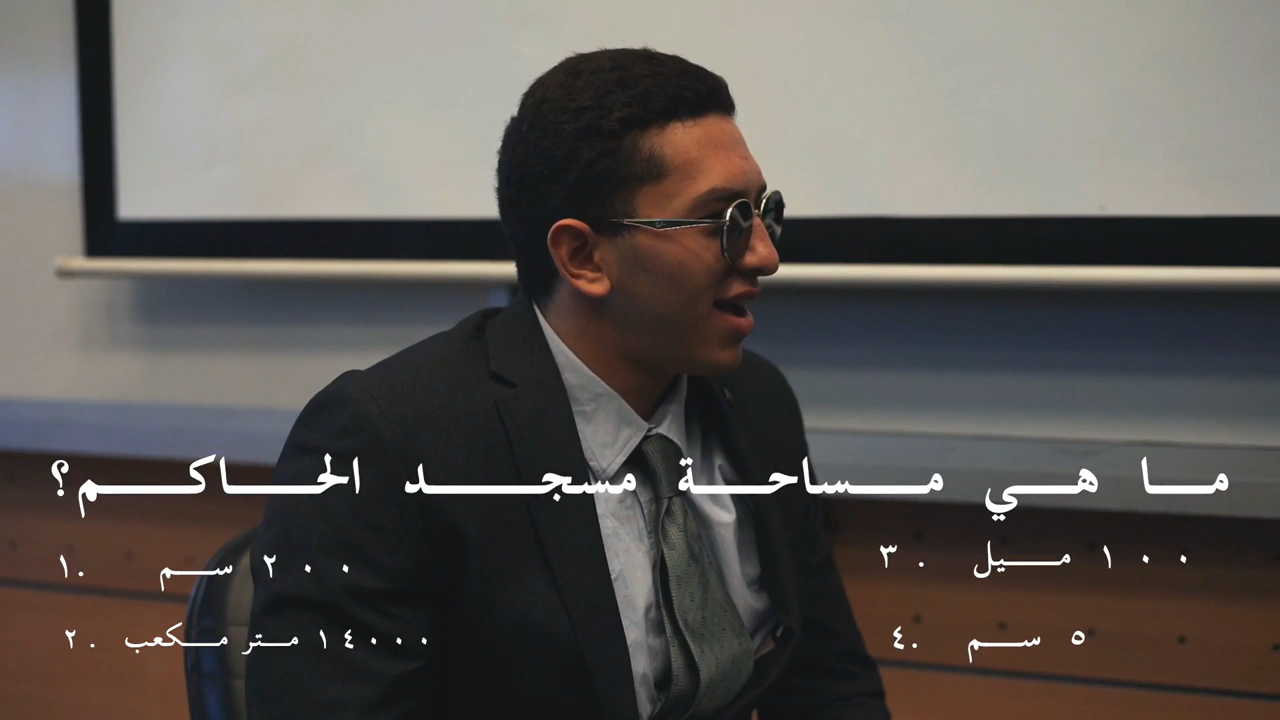 ما هي مساحة مسجد الحاكم؟
١. ٢٠٠ سم
٢. ١٤٠٠٠ متر مكعب
٣. ١٠٠ ميل
٤. ٥ سم